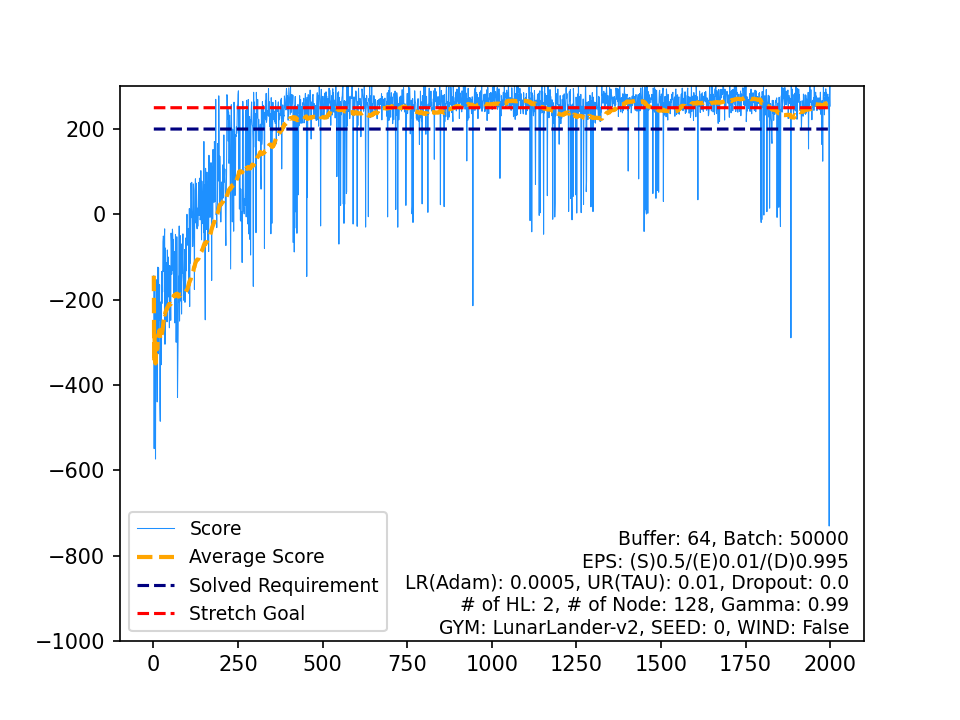 200
0
−200
−400
−600
−800
−1000
Score
Average Score
Solved Requirement
Stretch Goal
Buffer: 64, Batch: 50000
EPS: (S)0.5/(E)0.01/(D)0.995
LR(Adam): 0.0005, UR(TAU): 0.01, Dropout: 0.0
# of HL: 2, # of Node: 128, Gamma: 0.99
GYM: LunarLander-v2, SEED: 0, WIND: False
0 250 500 750 1000 1250 1500 1750 2000